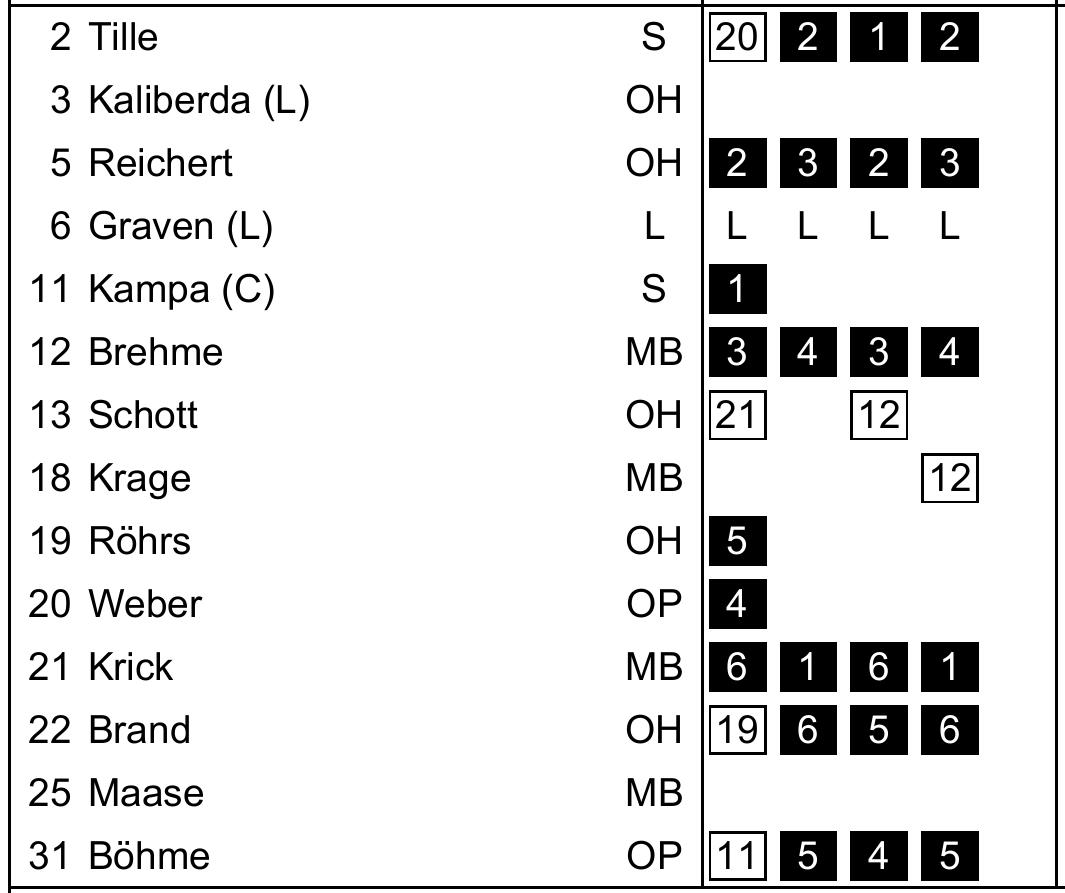 2 Tille S 20 2 1 2
3 Kaliberda (L) OH
5 Reichert OH 2 3 2 3
6 Graven (L) L L L L L
11 Kampa (C) S 1
12 Brehme MB 3 4 3 4
13 Schott OH 21 12
18 Krage MB 12
19 Röhrs OH 5
20 Weber OP 4
21 Krick MB 6 1 6 1
22 Brand OH 19 6 5 6
25 Maase MB
31 Böhme OP 11 5 4 5